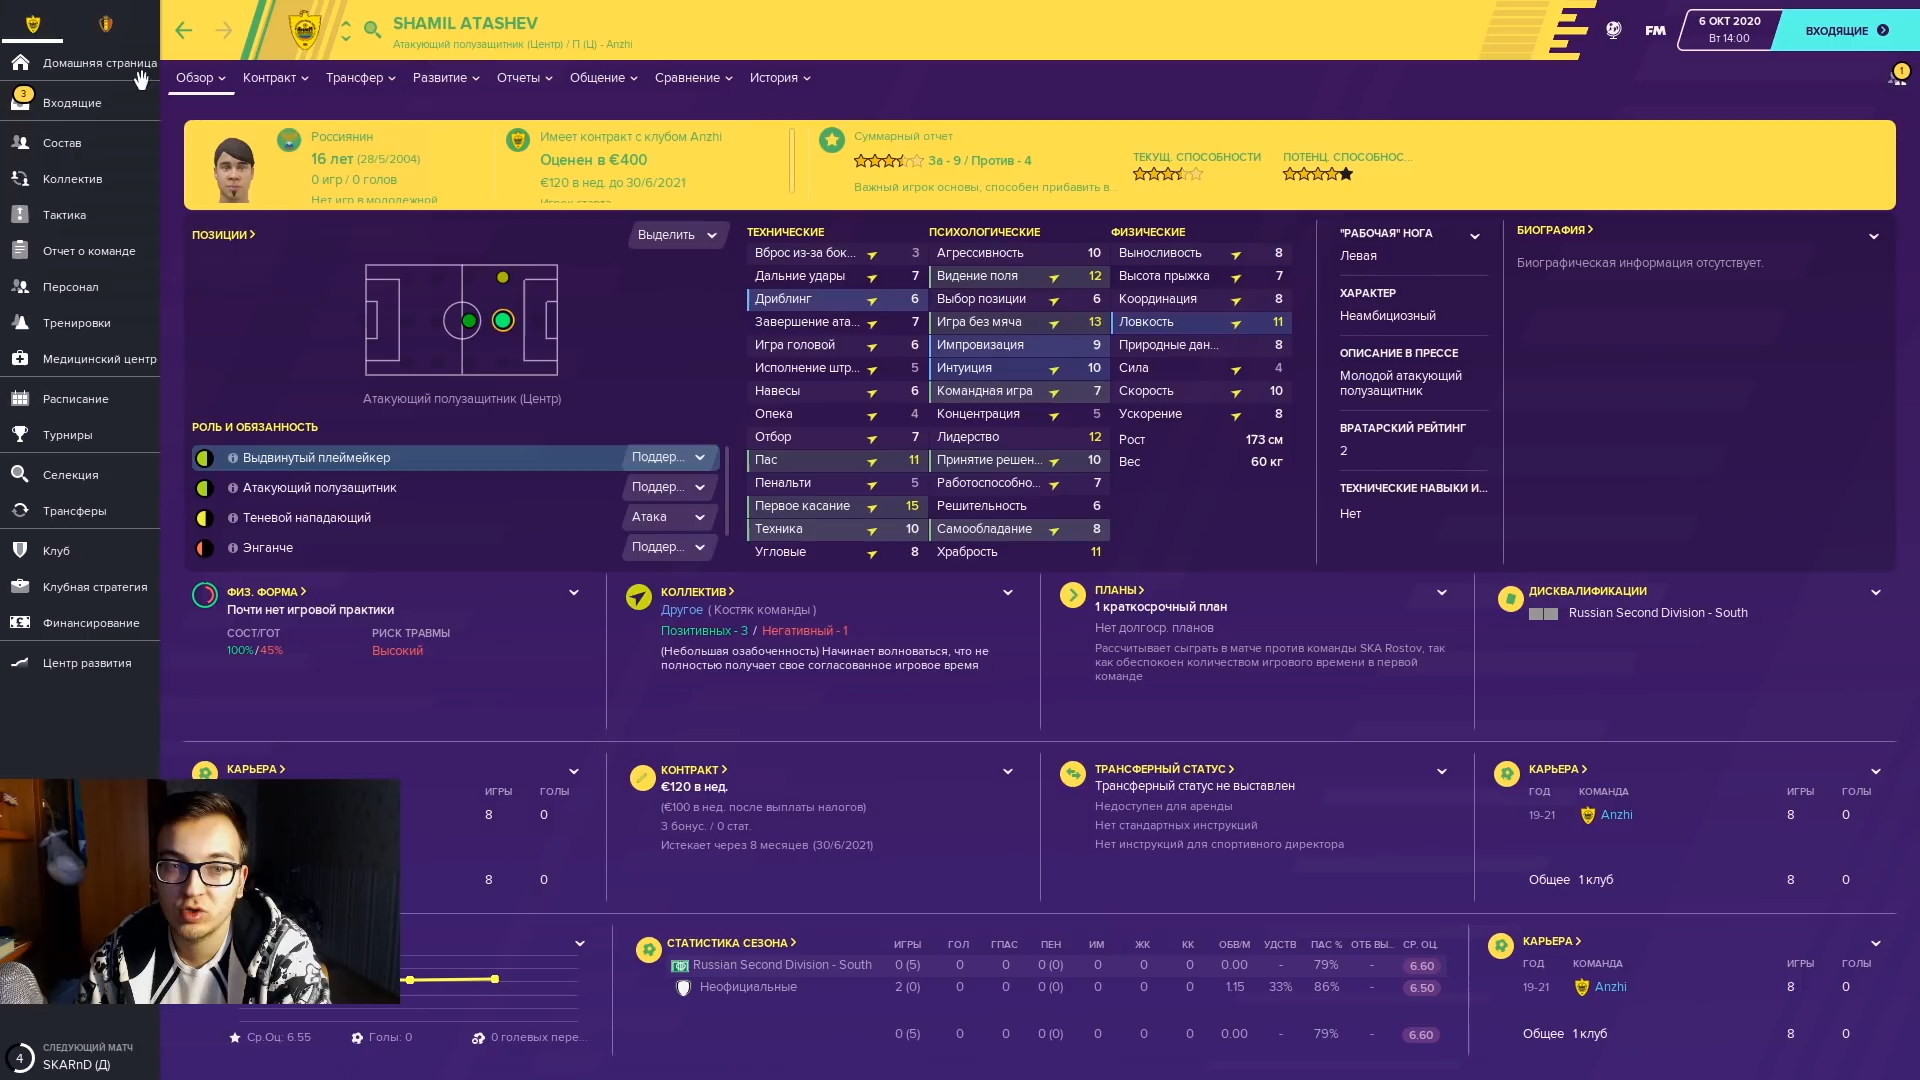 SHAMIL ATASHEV
Атакующий полузащитник (Центр) / П (Ц) - Anzhi
FM
6 ОКТ 2020
Вт 14:00
ВХОДЯЩИЕ
Домашняя страница
3
Входящие
Состав
Коллектив
Тактика
Отчет о команде
Персонал
Тренировки
Медицинский центр
Расписание
Турниры
Селекция
Трансферы
Клуб
Клубная стратегия
Финансирование
Центр развития
4
СЛЕДУЮЩИЙ МАТЧ
SKARnD (Д)
Обзор Контракт Трансфер Развитие Отчеты Общение Сравнение История
1
Россиянин
16 лет (28/5/2004)
0 игр / 0 голов
Нет игр в молодежной
Имеет контракт с клубом Anzhi
Оценен в €400
€120 в нед. до 30/6/2021
Игрок старта
Суммарный отчет
За - 9 / Против - 4
Важный игрок основы, способен прибавить в...
ТЕКУЩ. СПОСОБНОСТИ
ПОТЕНЦ. СПОСОБНОС...
ПОЗИЦИИ
Выделить
Атакующий полузащитник (Центр)
РОЛЬ И ОБЯЗАННОСТЬ
Выдвинутый плеймейкер Поддер...
Атакующий полузащитник Поддер...
Теневой нападающий Атака
Энганче Поддер...
ТЕХНИЧЕСКИЕ
Вброс из-за бок... 3
Дальние удары 7
Дриблинг 6
Завершение ата... 7
Игра головой 6
Исполнение штр... 5
Навесы 6
Опека 4
Отбор 7
Пас 11
Пенальти 5
Первое касание 15
Техника 10
Угловые 8
ПСИХОЛОГИЧЕСКИЕ
Агрессивность 10
Видение поля 12
Выбор позиции 6
Игра без мяча 13
Импровизация 9
Интуиция 10
Командная игра 7
Концентрация 5
Лидерство 12
Принятие решен... 10
Работоспособно... 7
Решительность 6
Самообладание 8
Храбрость 11
ФИЗИЧЕСКИЕ
Выносливость 8
Высота прыжка 7
Координация 8
Ловкость 11
Природные дан... 8
Сила 4
Скорость 10
Ускорение 8
Рост 173 см
Вес 60 кг
"РАБОЧАЯ" НОГА
Левая
ХАРАКТЕР
Неамбициозный
ОПИСАНИЕ В ПРЕССЕ
Молодой атакующий
полузащитник
ВРАТАРСКИЙ РЕЙТИНГ
2
ТЕХНИЧЕСКИЕ НАВЫКИ И...
Нет
БИОГРАФИЯ
Биографическая информация отсутствует.
ФИЗ. ФОРМА
Почти нет игровой практики
СОСТ/ГОТ РИСК ТРАВМЫ
100%/45% Высокий
КОЛЛЕКТИВ
Другое (Костяк команды)
Позитивных - 3 / Негативный - 1
(Небольшая озабоченность) Начинает волноваться, что не
полностью получает свое согласованное игровое время
ПЛАНЫ
1 краткосрочный план
Нет долгоср. планов
Рассчитывает сыграть в матче против команды SKA Rostov, так
как обеспокоен количеством игрового времени в первой
команде
ДИСКВАЛИФИКАЦИИ
Russian Second Division - South
КАРЬЕРА
ИГРЫ ГОЛЫ
8 0
8 0
КОНТРАКТ
€120 в нед.
(€100 в нед. после выплаты налогов)
3 бонус. / 0 стат.
Истекает через 8 месяцев (30/6/2021)
ТРАНСФЕРНЫЙ СТАТУС
Трансферный статус не выставлен
Недоступен для аренды
Нет стандартных инструкций
Нет инструкций для спортивного директора
КАРЬЕРА
ГОД КОМАНДА ИГРЫ ГОЛЫ
19-21 Anzhi 8 0
Общее 1 клуб 8 0
Ср.Оц: 6.55 Голы: 0 0 голевых пере...
СТАТИСТИКА СЕЗОНА ИГРЫ ГОЛ ГПАС ПЕН ИМ ЖК КК ОБВ/М УДСТВ ПАС % ОТБ ВЫ... СР. ОЦ.
Russian Second Division - South 0 (5) 0 0 0 (0) 0 0 0 0.00 - 79% - 6.60
Неофициальные 2 (0) 0 0 0 (0) 0 0 0 1.15 33% 86% - 6.50
0 (5) 0 0 0 (0) 0 0 0 0.00 - 79% - 6.60
КАРЬЕРА
ГОД КОМАНДА ИГРЫ ГОЛЫ
19-21 Anzhi 8 0
Общее 1 клуб 8 0